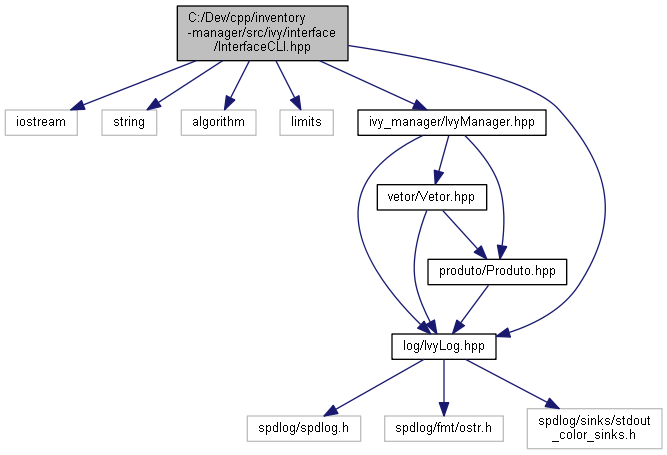 C:/Dev/cpp/inventory
-manager/src/ivy/interface
/InterfaceCLI.hpp
iostream
string
algorithm
limits
ivy_manager/IvyManager.hpp
vetor/Vetor.hpp
produto/Produto.hpp
log/IvyLog.hpp
spdlog/spdlog.h
spdlog/fmt/ostr.h
spdlog/sinks/stdout
_color_sinks.h